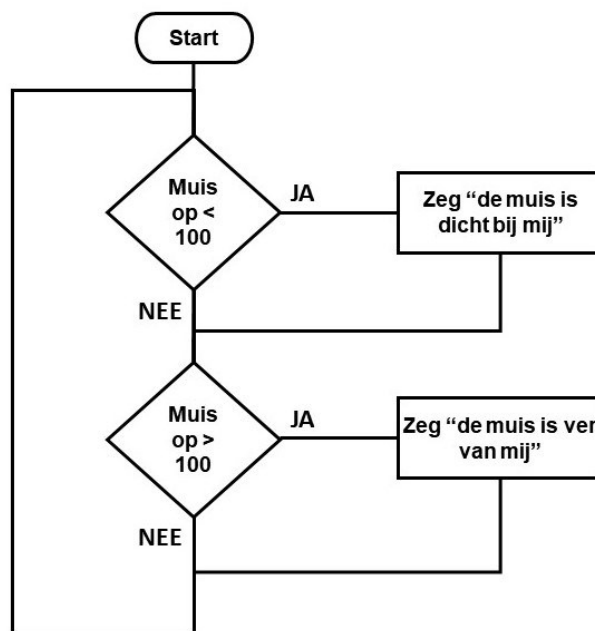 Start
Muis
op <
100
JA
Zeg “de muis is
dicht bij mij”
NEE
Muis
op >
100
JA
Zeg “de muis is ver
van mij”
NEE